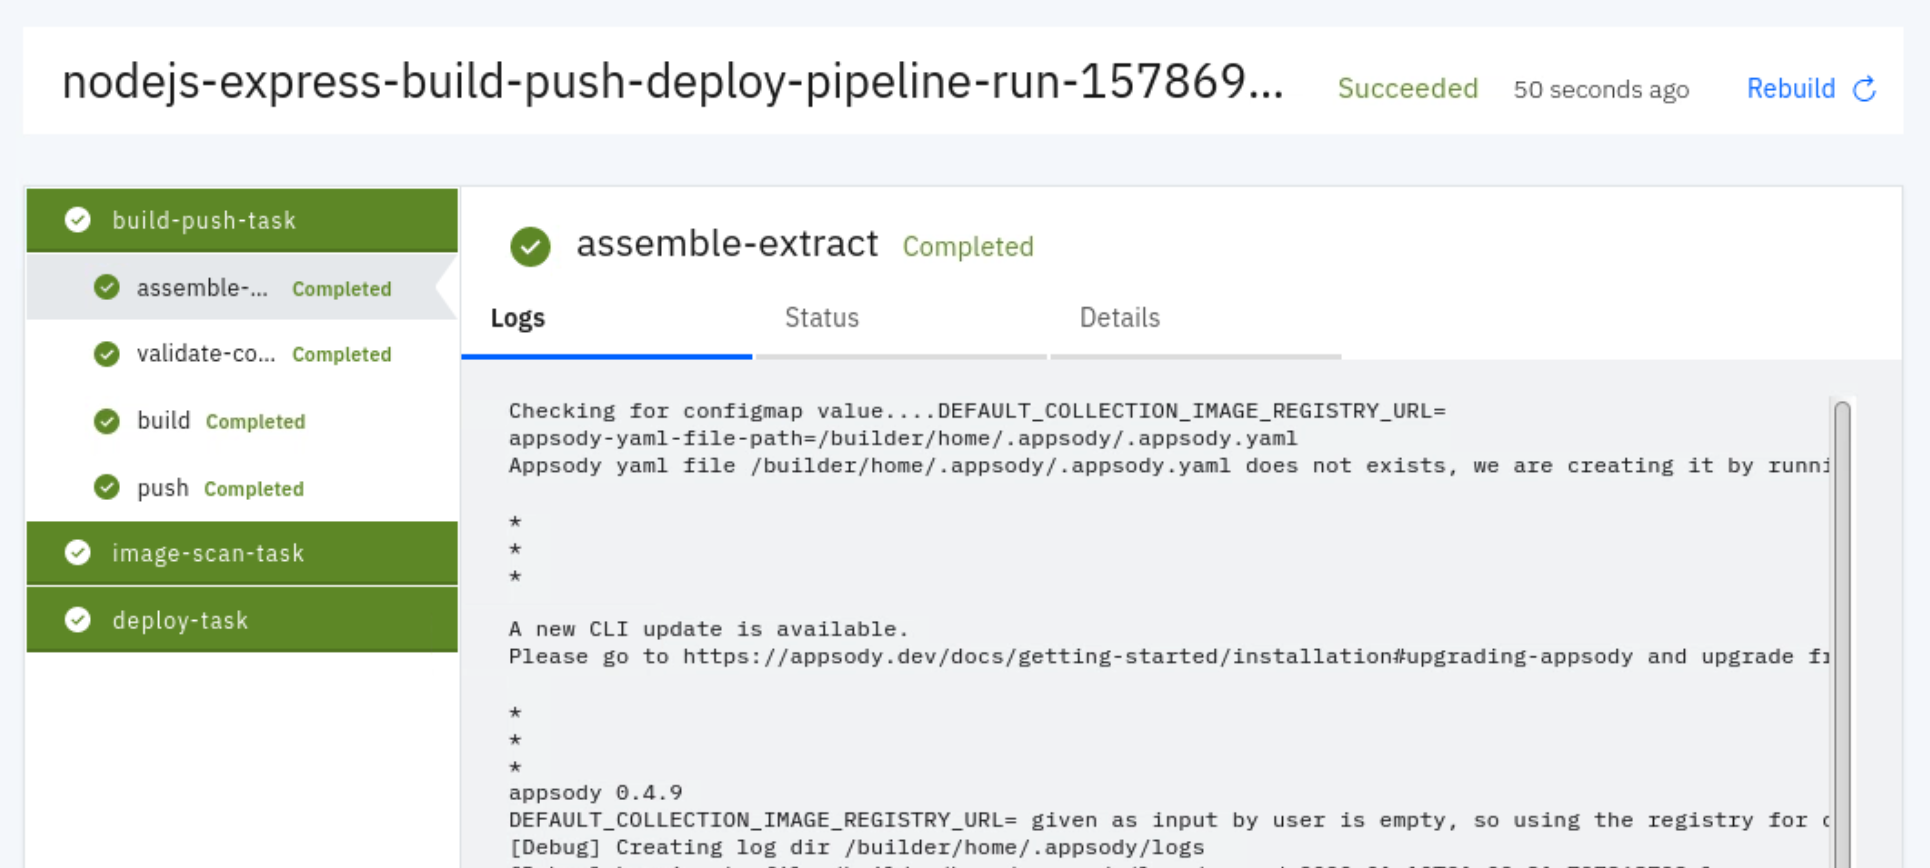 nodejs-express-build-push-deploy-pipeline-run-157869... Succeeded 50 seconds ago Rebuild
build-push-task
assemble-... Completed
validate-co... Completed
build Completed
push Completed
image-scan-task
deploy-task
assemble-extract Completed
Logs Status Details
Checking for configmap value....DEFAULT_COLLECTION_IMAGE_REGISTRY_URL=
appsody-yaml-file-path=/builder/home/.appsody/.appsody.yaml
Appsody yaml file /builder/home/.appsody/.appsody.yaml does not exists, we are creating it by runni
*
*
*
A new CLI update is available.
Please go to https://appsody.dev/docs/getting-started/installation#upgrading-appsody and upgrade fr
*
*
*
appsody 0.4.9
DEFAULT_COLLECTION_IMAGE_REGISTRY_URL= given as input by user is empty, so using the registry for
[Debug] Creating log dir /builder/home/.appsody/logs